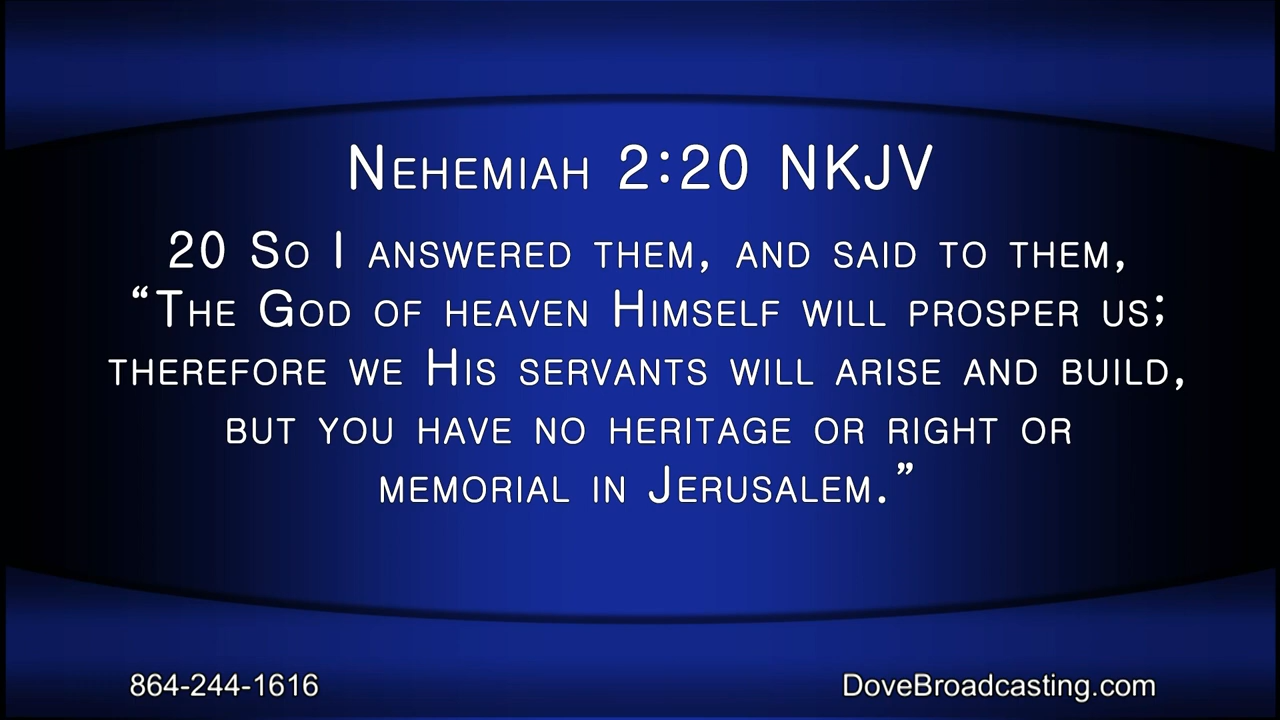 Nehemiah 2:20 NKJV
20 So I answered them, and said to them,
“The God of heaven Himself will prosper us;
therefore we His servants will arise and build,
but you have no heritage or right or
memorial in Jerusalem.”
864-244-1616
DoveBroadcasting.com